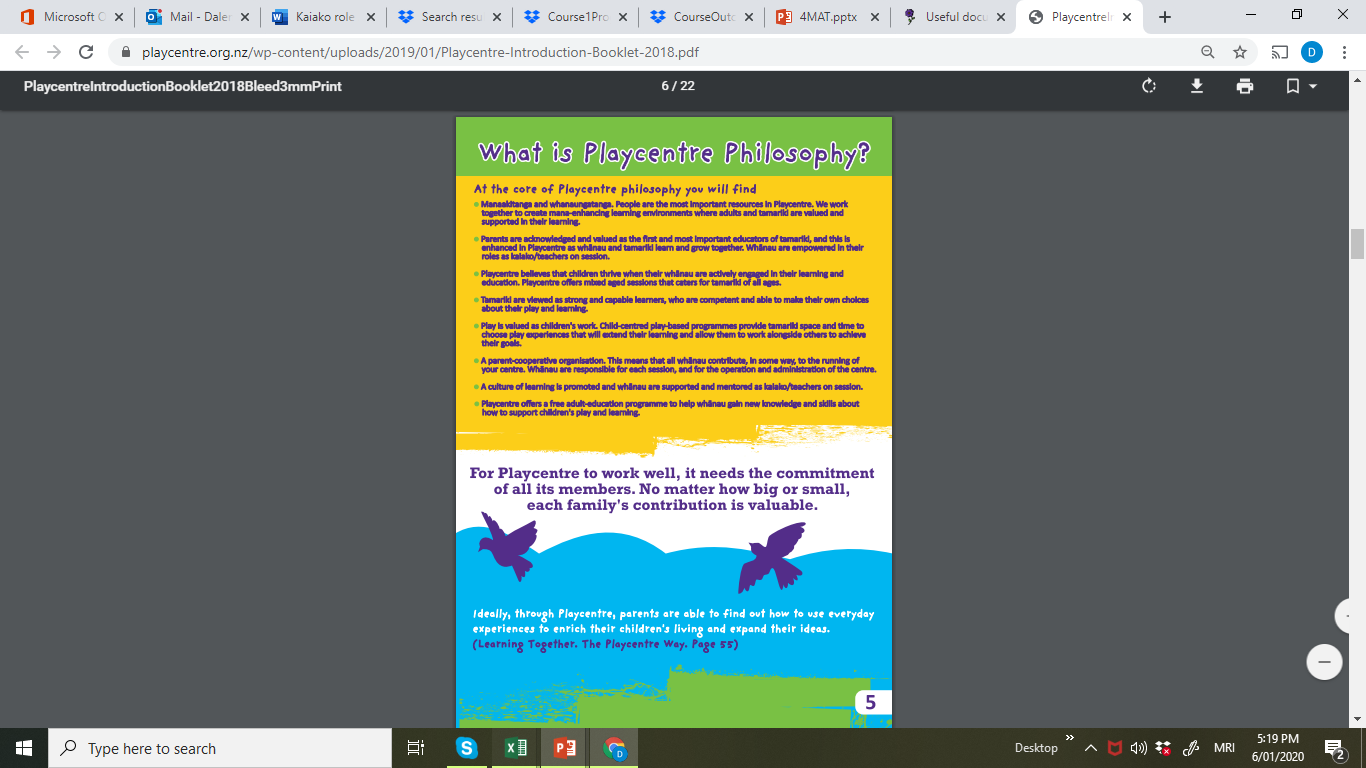 Microsoft O
Mail - Daler
Kaiako role
Search resu
Course1Pro
CourseOutc
4MAT.pptx
Useful docu
PlaycentreIn
playcentre.org.nz/wp-content/uploads/2019/01/Playcentre-Introduction-Booklet-2018.pdf
D
PlaycentreIntroductionBooklet2018Bleed3mmPrint
6 / 22
What is Playcentre Philosophy?
At the core of Playcentre philosophy you will find
Manaakitanga and whanaungatanga. People are the most important resources in Playcentre. We work
together to create mana-enhancing learning environments where adults and tamariki are valued and
supported in their learning.
Parents are acknowledged and valued as the first and most important educators of tamariki, and this is
enhanced in Playcentre as whānau and tamariki learn and grow together. Whānau are empowered in their
roles as kaiako/teachers on session.
Playcentre believes that children thrive when their whānau are actively engaged in their learning and
education. Playcentre offers mixed aged sessions that caters for tamariki of all ages.
Tamariki are viewed as strong and capable learners, who are competent and able to make their own choices
about their play and learning.
Play is valued as children's work. Child-centred play-based programmes provide tamariki space and time to
choose play experiences that will extend their learning and allow them to work alongside others to achieve
their goals.
A parent-cooperative organisation. This means that all whānau contribute, in some way, to the running of
your centre. Whānau are responsible for each session, and for the operation and administration of the centre.
A culture of learning is promoted and whānau are supported and mentored as kaiako/teachers on session.
Playcentre offers a free adult-education programme to help whānau gain new knowledge and skills about
how to support children's play and learning.
For Playcentre to work well, it needs the commitment
of all its members. No matter how big or small,
each family's contribution is valuable.
Ideally, through Playcentre, parents are able to find out how to use everyday
experiences to enrich their children's living and expand their ideas.
(Learning Together. The Playcentre Way. Page 55)
5
Type here to search
Desktop
MRI
5:19 PM
6/01/2020
2